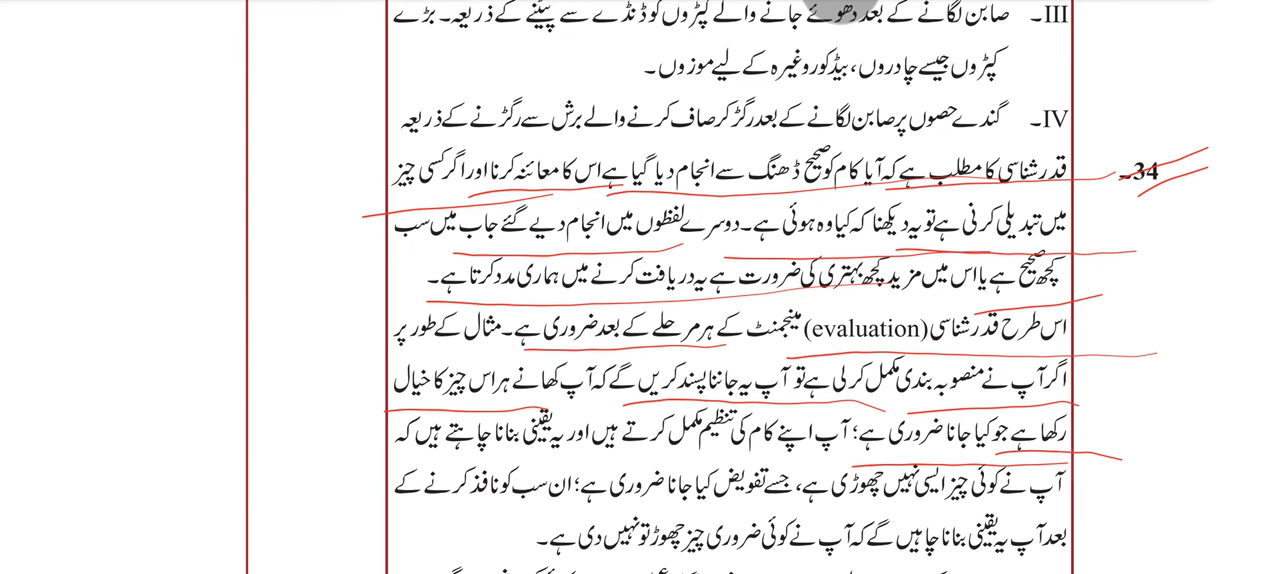 III۔ صابن لگانے کے بعد دھوئے جانے والے کپڑوں کو ڈنڈے سے پیٹنے کے ذریعہ۔ بڑے
کپڑوں جیسے چادروں، بیڈکور وغیرہ کے لیے موزوں۔
IV۔ گندے حصوں پر صابن لگانے کے بعد رگڑ کر صاف کرنے والے برش سے رگڑنے کے ذریعہ
34۔ قدرشناسی کا مطلب ہے کہ آیا کام کو صحیح ڈھنگ سے انجام دیا گیا ہے اس کا معائنہ کرنا اور اگر کسی چیز
میں تبدیلی کرنی ہے تو یہ دیکھنا کہ کیا وہ ہوئی ہے۔ دوسرے لفظوں میں انجام دیے گئے جاب میں سب
کچھ صحیح ہے یا اس میں مزید کچھ بہتری کی ضرورت ہے یہ دریافت کرنے میں ہماری مدد کرتا ہے۔
اس طرح قدرشناسی (evaluation) مینجمنٹ کے ہر مرحلے کے بعد ضروری ہے۔ مثال کے طور پر
اگر آپ نے منصوبہ بندی مکمل کرلی ہے تو آپ یہ جاننا پسند کریں گے کہ آپ کھانے ہر اس چیز کا خیال
رکھا ہے جو کیا جانا ضروری ہے؛ آپ اپنے کام کی تنظیم مکمل کرتے ہیں اور یہ یقینی بنانا چاہتے ہیں کہ
آپ نے کوئی چیز ایسی نہیں چھوڑی ہے، جسے تفویض کیا جانا ضروری ہے؛ ان سب کو نافذ کرنے کے
بعد آپ یہ یقینی بنانا چاہیں گے کہ آپ نے کوئی ضروری چیز چھوڑ تو نہیں دی ہے۔